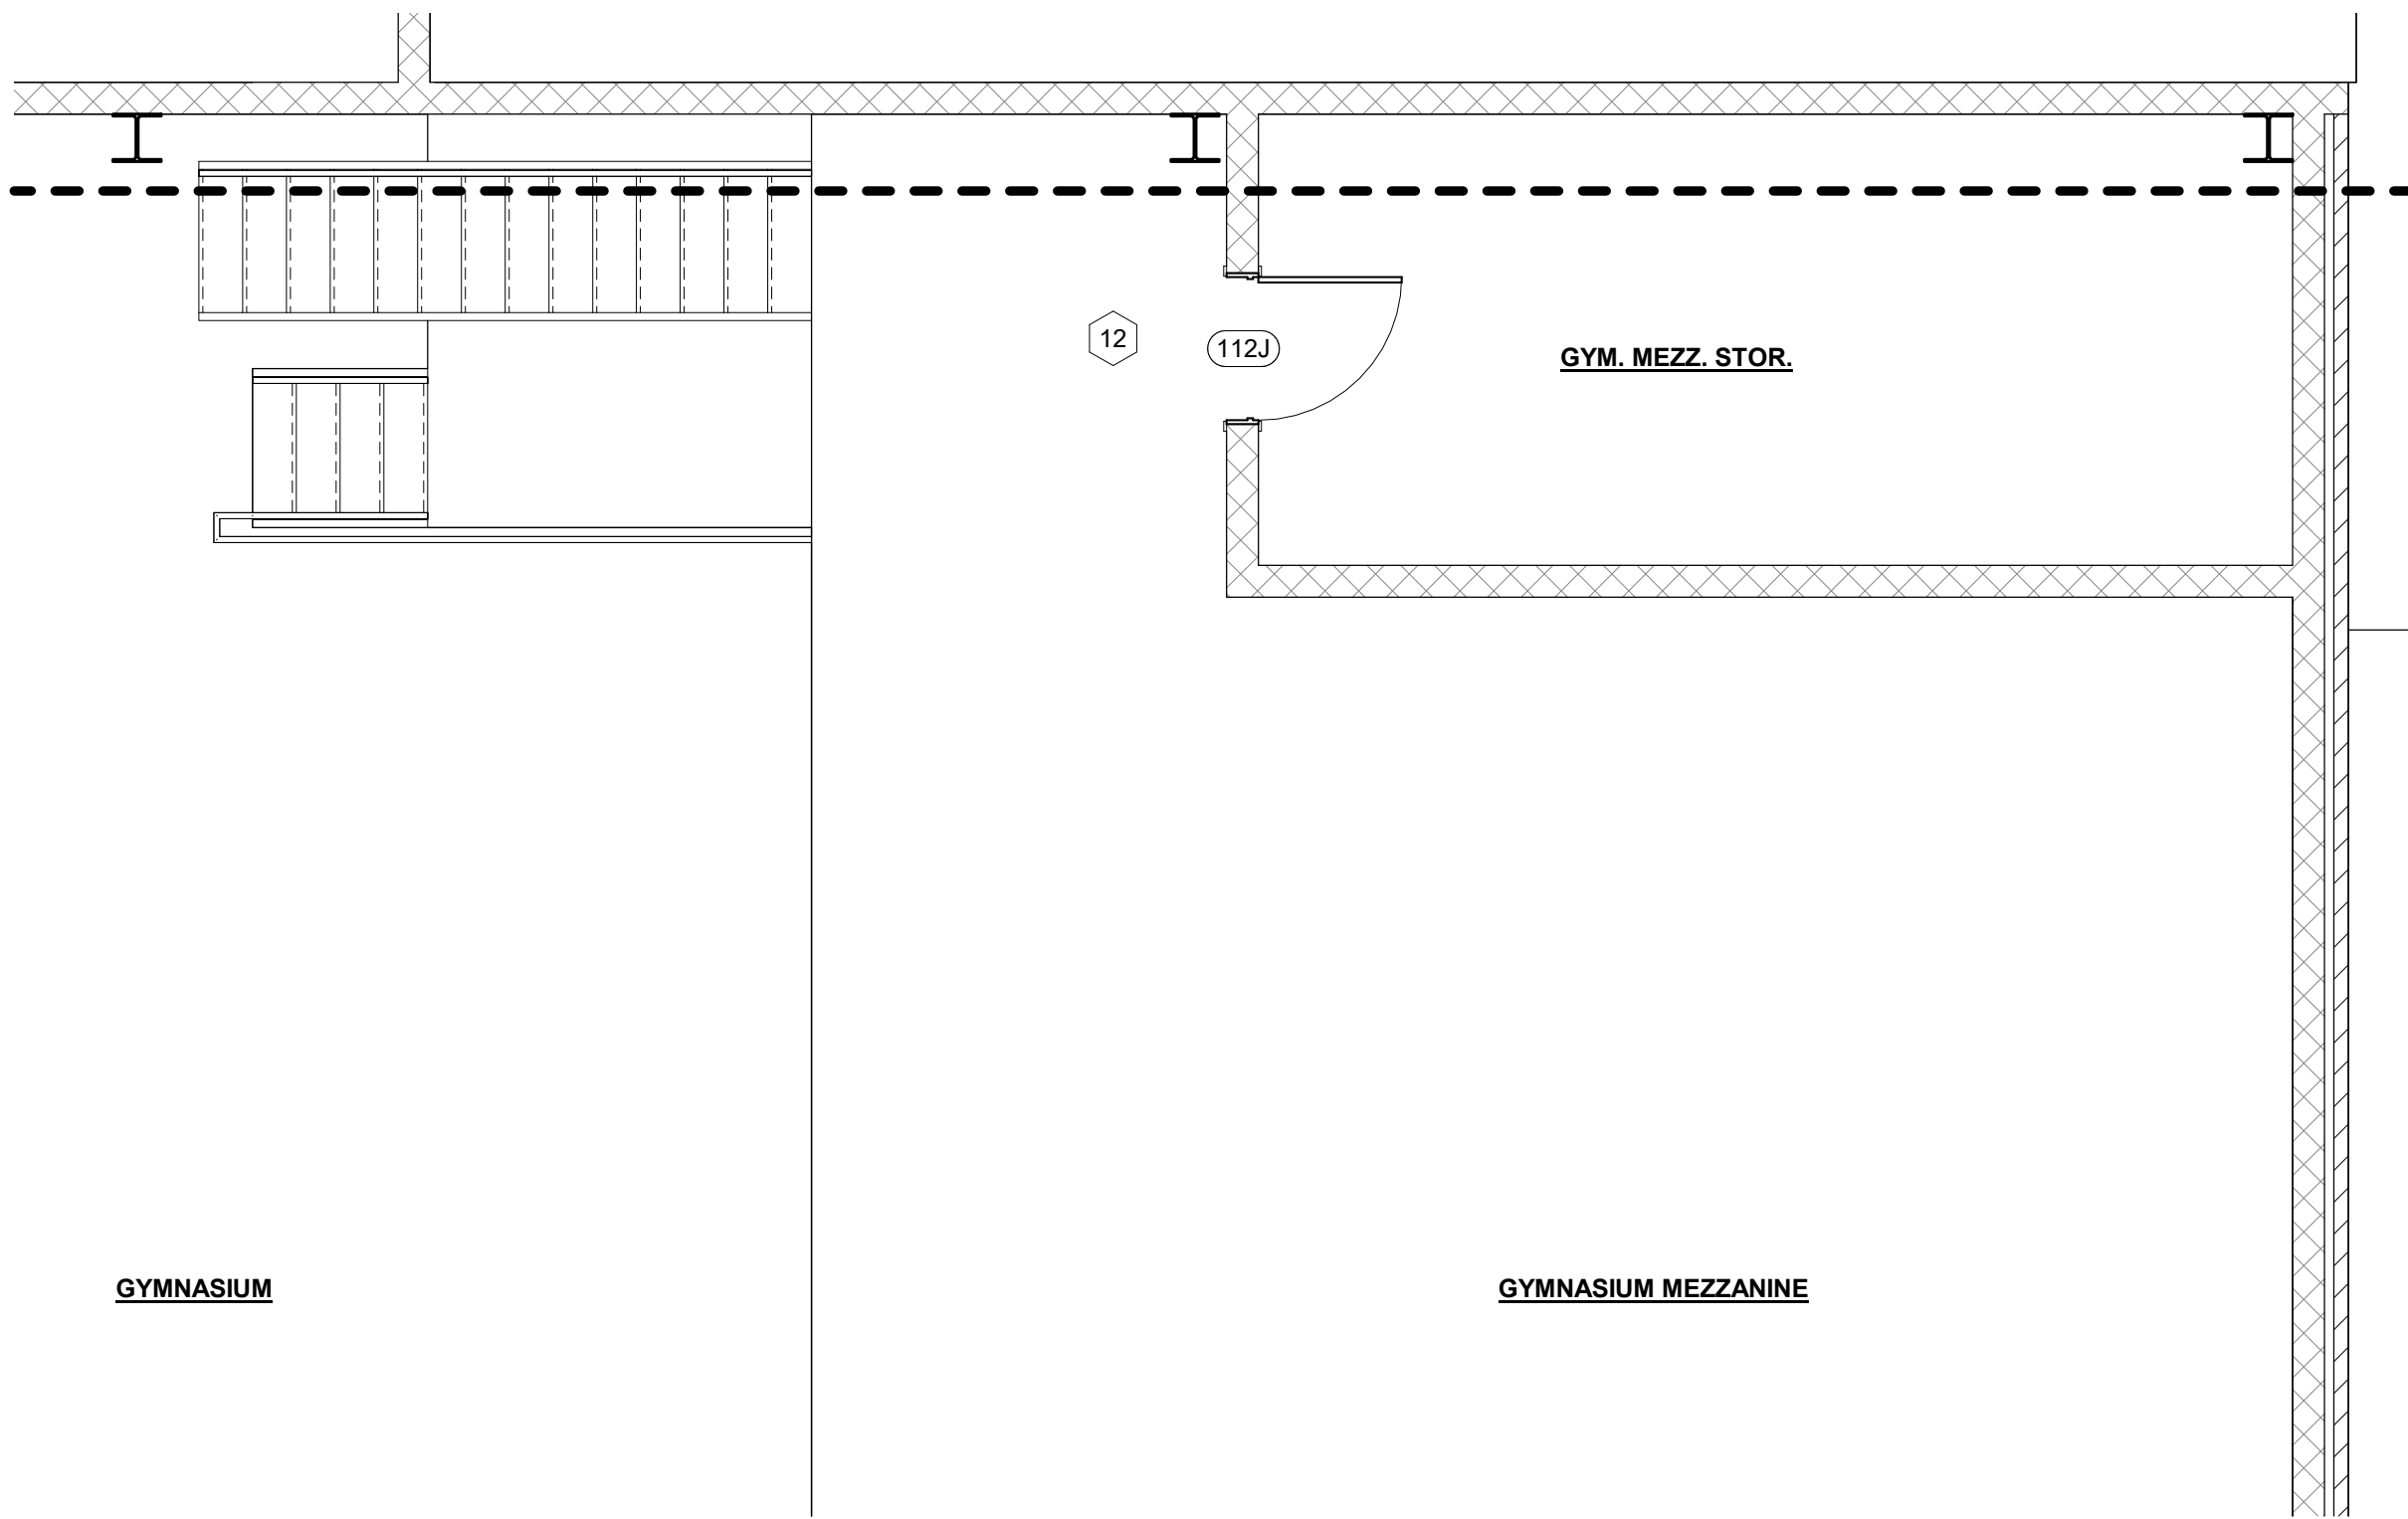 12
112J
GYM. MEZZ. STOR.
GYMNASIUM
GYMNASIUM MEZZANINE